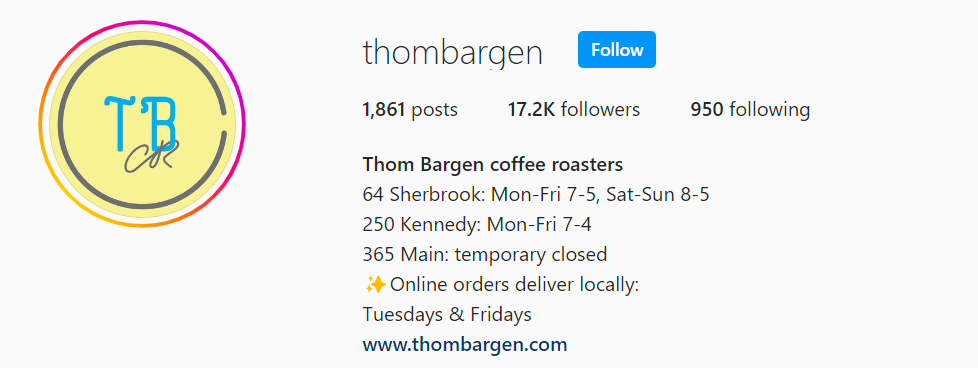 TB
CR
thombargen Follow
1,861 posts 17.2K followers 950 following
Thom Bargen coffee roasters
64 Sherbrook: Mon-Fri 7-5, Sat-Sun 8-5
250 Kennedy: Mon-Fri 7-4
365 Main: temporary closed
✨Online orders deliver locally:
Tuesdays & Fridays
www.thombargen.com